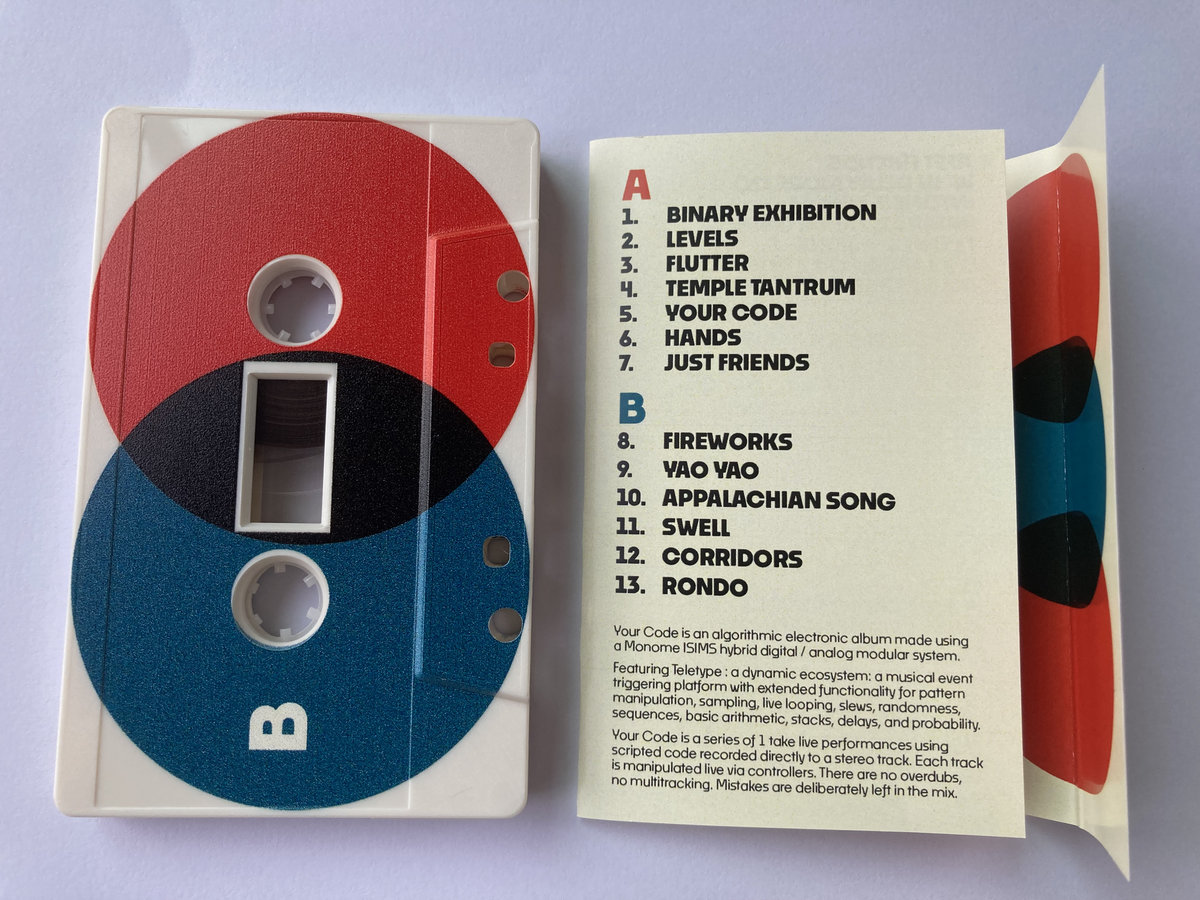 B
A
1. BINARY EXHIBITION
2. LEVELS
3. FLUTTER
4. TEMPLE TANTRUM
5. YOUR CODE
6. HANDS
7. JUST FRIENDS
B
8. FIREWORKS
9. YAO YAO
10. APPALACHIAN SONG
11. SWELL
12. CORRIDORS
13. RONDO
Your Code is an algorithmic electronic album made using
a Monome ISIMS hybrid digital / analog modular system.
Featuring Teletype : a dynamic ecosystem: a musical event
triggering platform with extended functionality for pattern
manipulation, sampling, live looping, slews, randomness,
sequences, basic arithmetic, stacks, delays, and probability.
Your Code is a series of 1 take live performances using
scripted code recorded directly to a stereo track. Each track
is manipulated live via controllers. There are no overdubs,
no multitracking. Mistakes are deliberately left in the mix.